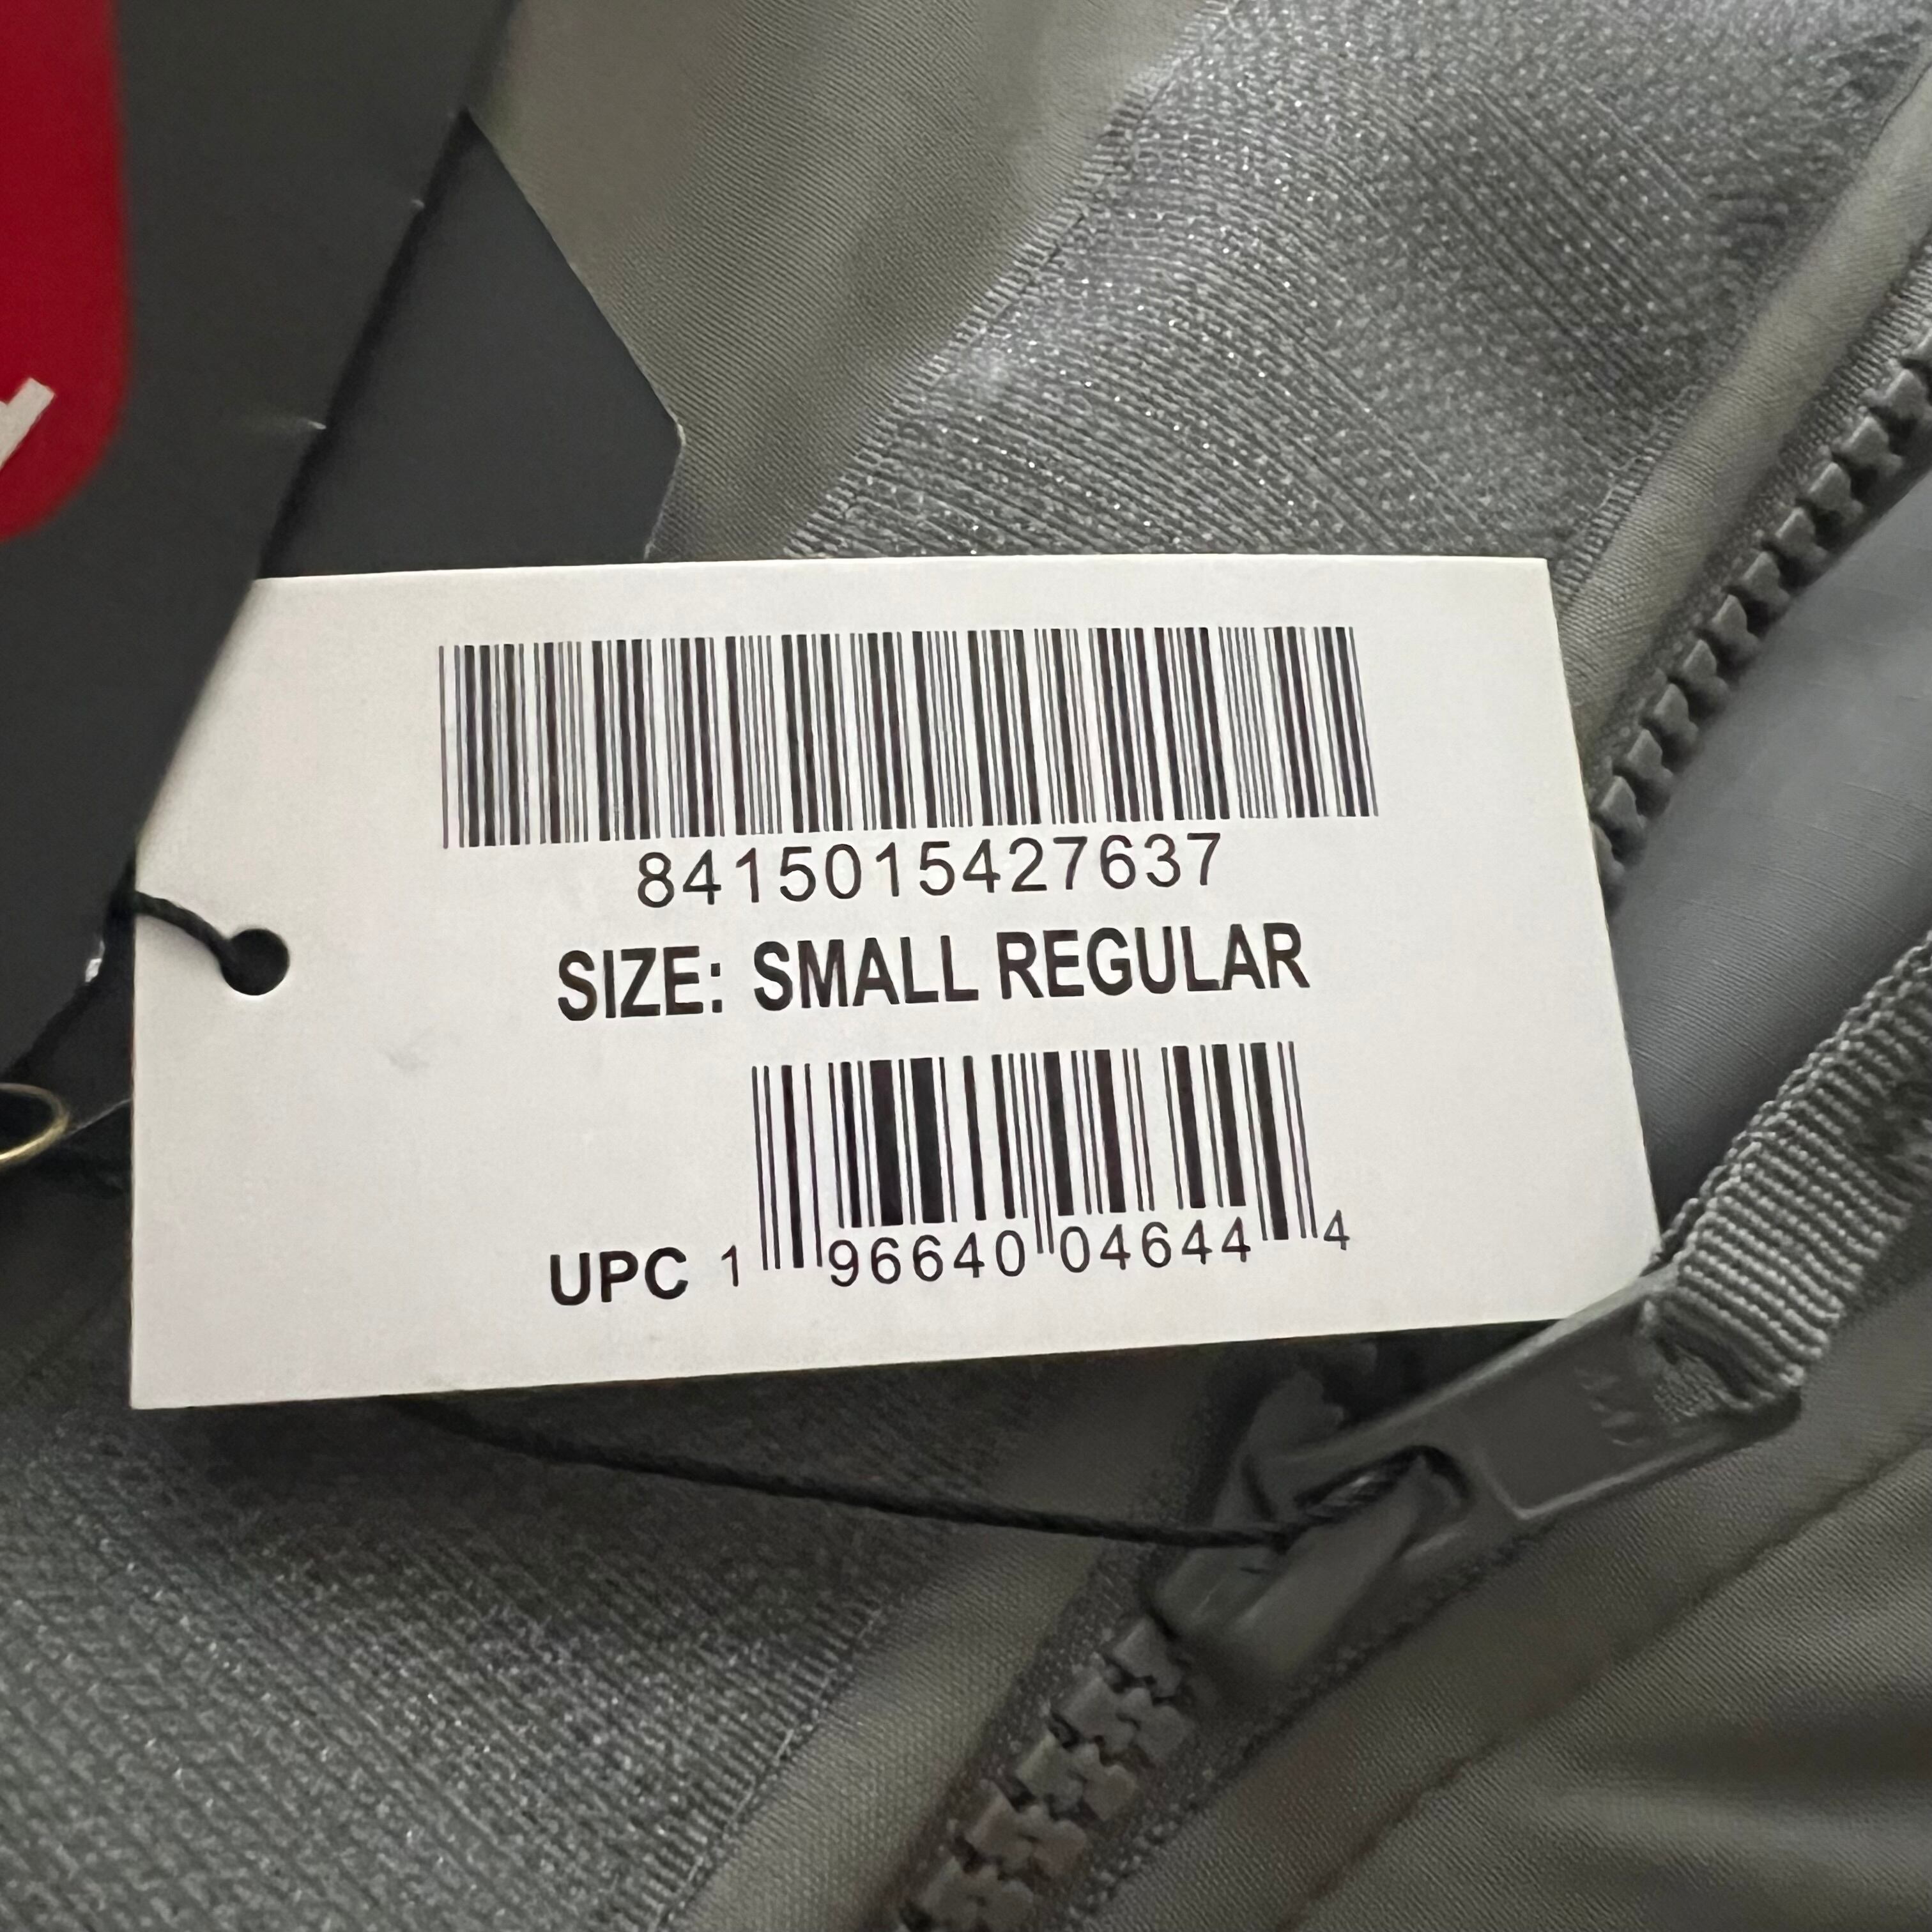 8415015427637
SIZE: SMALL REGULAR
UPC 1 96640 04644 4